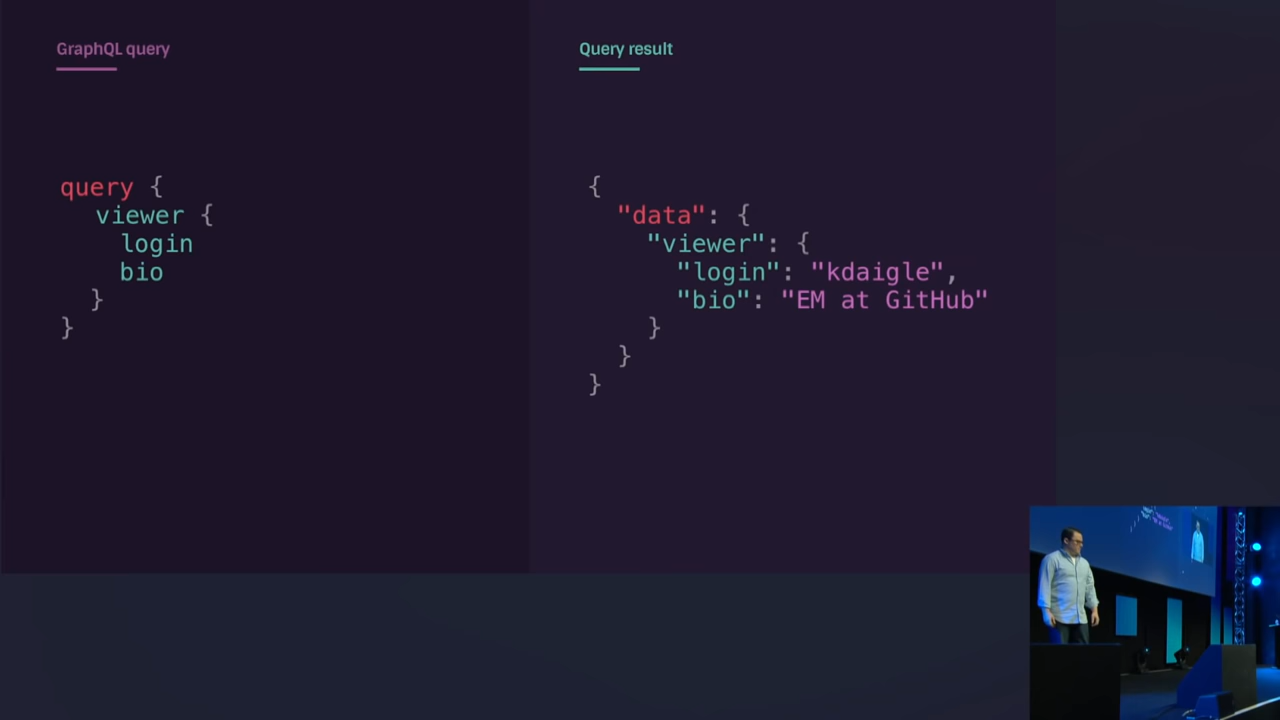 GraphQL query
query {
viewer {
login
bio
}
}
Query result
{
"data": {
"viewer": {
"login": "kdaigle",
"bio": "EM at GitHub"
}
}
}